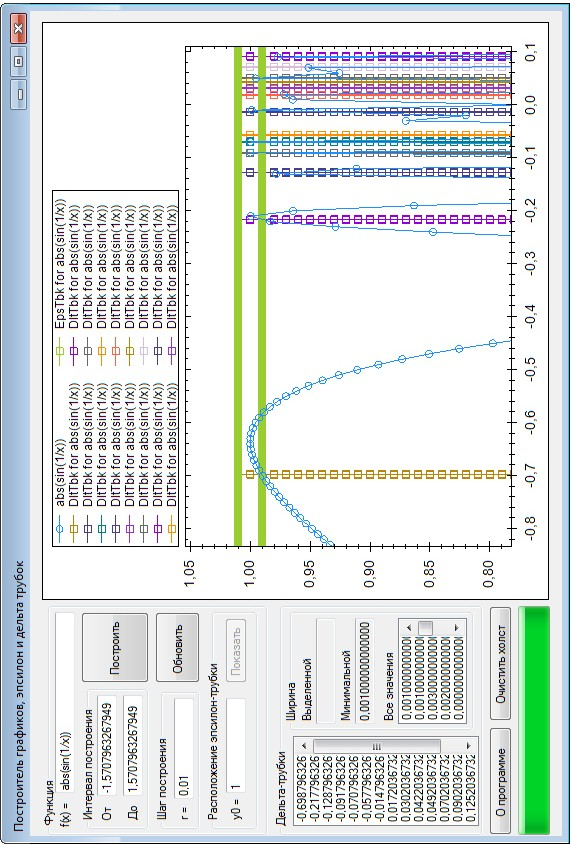 Построитель графиков, эпсилон и дельта трубок
Функция
f(x) = abs(sin(1/x))
Интервал построения
От -1,5707963267949
До 1,5707963267949
Построить
Шаг построения
r = 0,01
Обновить
Расположение эпсилон-трубки
y0 = 1
Показать
Дельта-трубки
-0.698796326
-0.217796326
-0.128796326
-0.091796326
-0.070796326
-0.057796326
-0.014796326
0.0172036732
0.0302036732
0.0422036732
0.0492036732
0.0702036732
0.0902036732
0.1252036732
Ширина
Выделенной
Минимальной
0,00100000000000
Все значения
0,00100000000
0,00100000000
0,00300000000
0,00200000000
0,00000000000
О программе
Очистить холст
abs(sin(1/x))
DltTbk for abs(sin(1/x))
DltTbk for abs(sin(1/x))
DltTbk for abs(sin(1/x))
DltTbk for abs(sin(1/x))
DltTbk for abs(sin(1/x))
DltTbk for abs(sin(1/x))
DltTbk for abs(sin(1/x))
DltTbk for abs(sin(1/x))
EpsTbk for abs(sin(1/x))
DltTbk for abs(sin(1/x))
DltTbk for abs(sin(1/x))
DltTbk for abs(sin(1/x))
DltTbk for abs(sin(1/x))
DltTbk for abs(sin(1/x))
DltTbk for abs(sin(1/x))
DltTbk for abs(sin(1/x))
DltTbk for abs(sin(1/x))
1,05
1,00
0,95
0,90
0,85
0,80
-0,8
-0,7
-0,6
-0,5
-0,4
-0,3
-0,2
-0,1
0,0
0,1